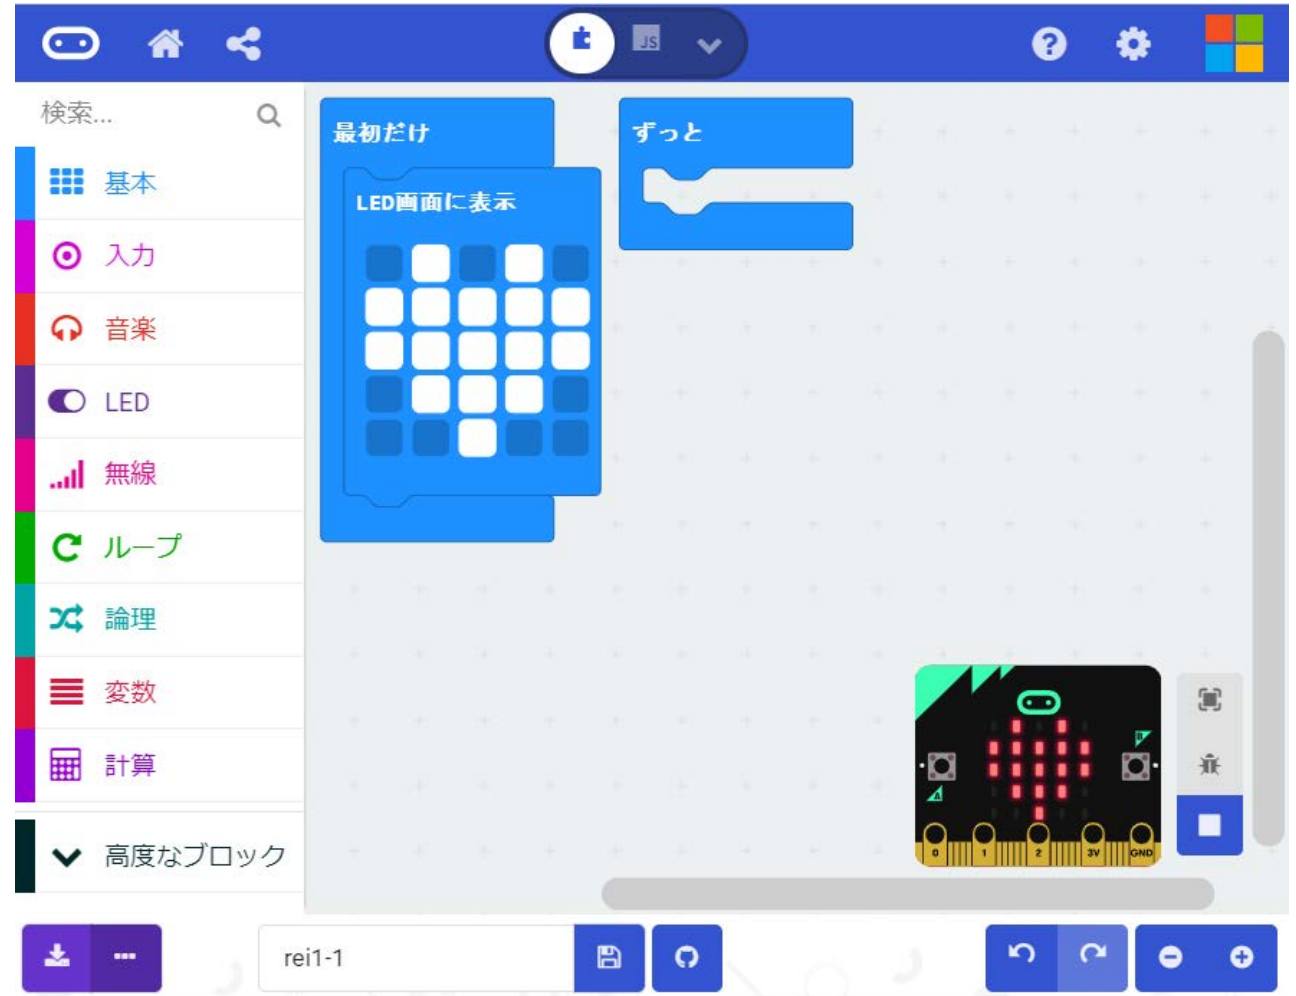 JS
検索...
基本
入力
音楽
LED
無線
ループ
論理
変数
計算
高度なブロック
最初だけ
LED画面に表示
ずっと
B
A
0 1 2 3V GND
rei1-1